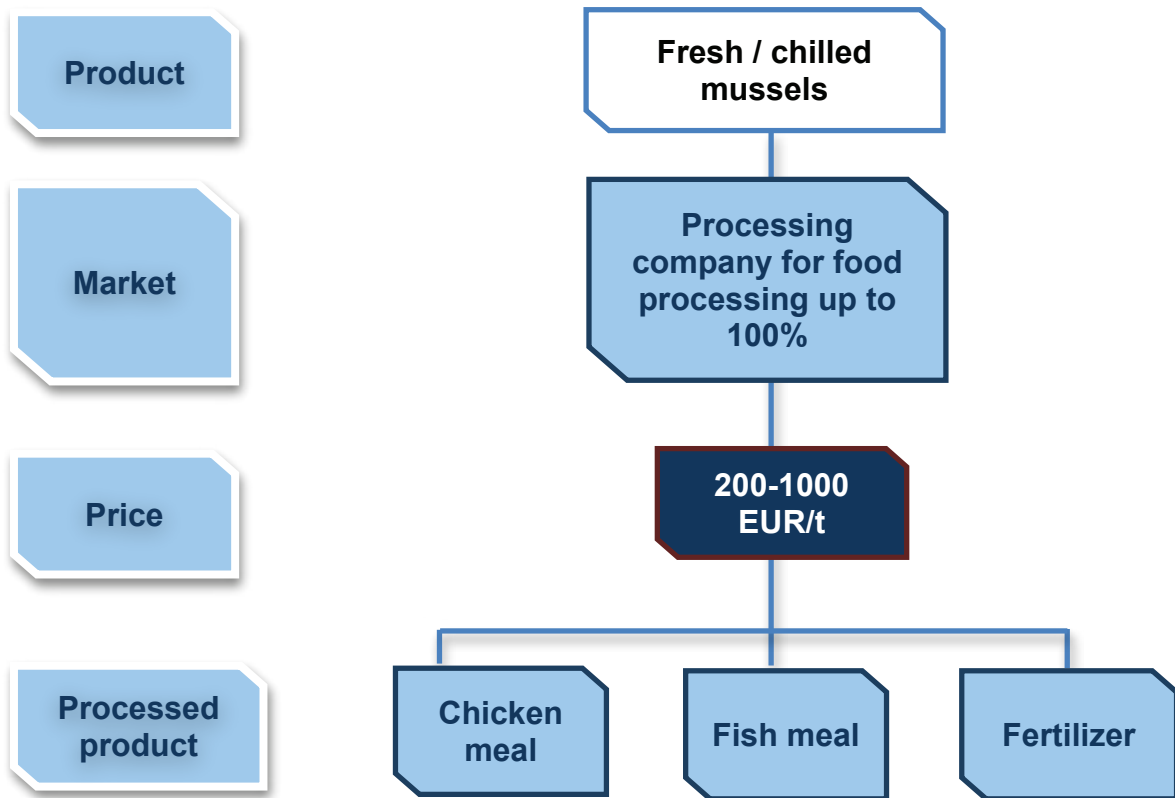 Product
Fresh / chilled
mussels
Market
Processing
company for food
processing up to
100%
Price
200-1000
EUR/t
Processed
product
Chicken
meal
Fish meal
Fertilizer